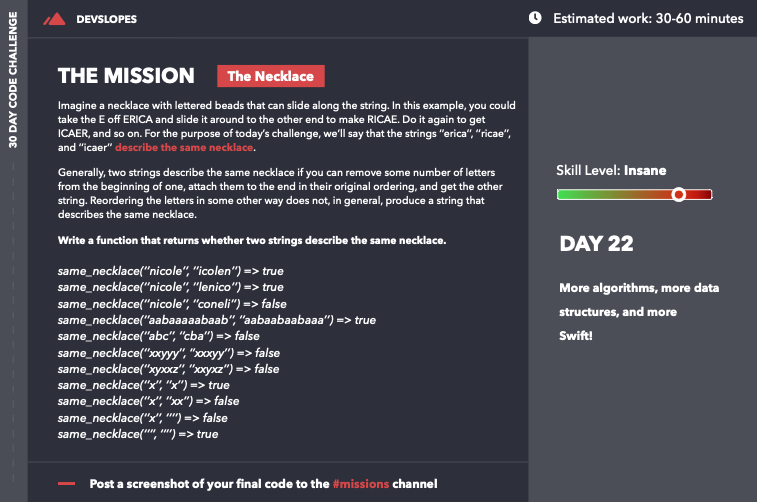 30 DAY CODE CHALLENGE
DEVSLOPES
Estimated work: 30-60 minutes
THE MISSION
The Necklace
Imagine a necklace with lettered beads that can slide along the string. In this example, you could
take the E off ERICA and slide it around to the other end to make RICAE. Do it again to get
ICAER, and so on. For the purpose of today’s challenge, we’ll say that the strings “erica”, “ricae”,
and “icaer” describe the same necklace.
Generally, two strings describe the same necklace if you can remove some number of letters
from the beginning of one, attach them to the end in their original ordering, and get the other
string. Reordering the letters in some other way does not, in general, produce a string that
describes the same necklace.
Write a function that returns whether two strings describe the same necklace.
same_necklace(“nicole”, “icolen”) => true
same_necklace(“nicole”, “lenico”) => true
same_necklace(“nicole”, “coneli”) => false
same_necklace(“aabaaaaabaab”, “aabaabaabaaa”) => true
same_necklace(“abc”, “cba”) => false
same_necklace(“xxyyy”, “xxxyy”) => false
same_necklace(“xyxxz”, “xxyxz”) => false
same_necklace(“x”, “x”) => true
same_necklace(“x”, “xx”) => false
same_necklace(“x”, “”) => false
same_necklace(“”, “”) => true
Skill Level: Insane
DAY 22
More algorithms, more data
structures, and more
Swift!
Post a screenshot of your final code to the #missions channel